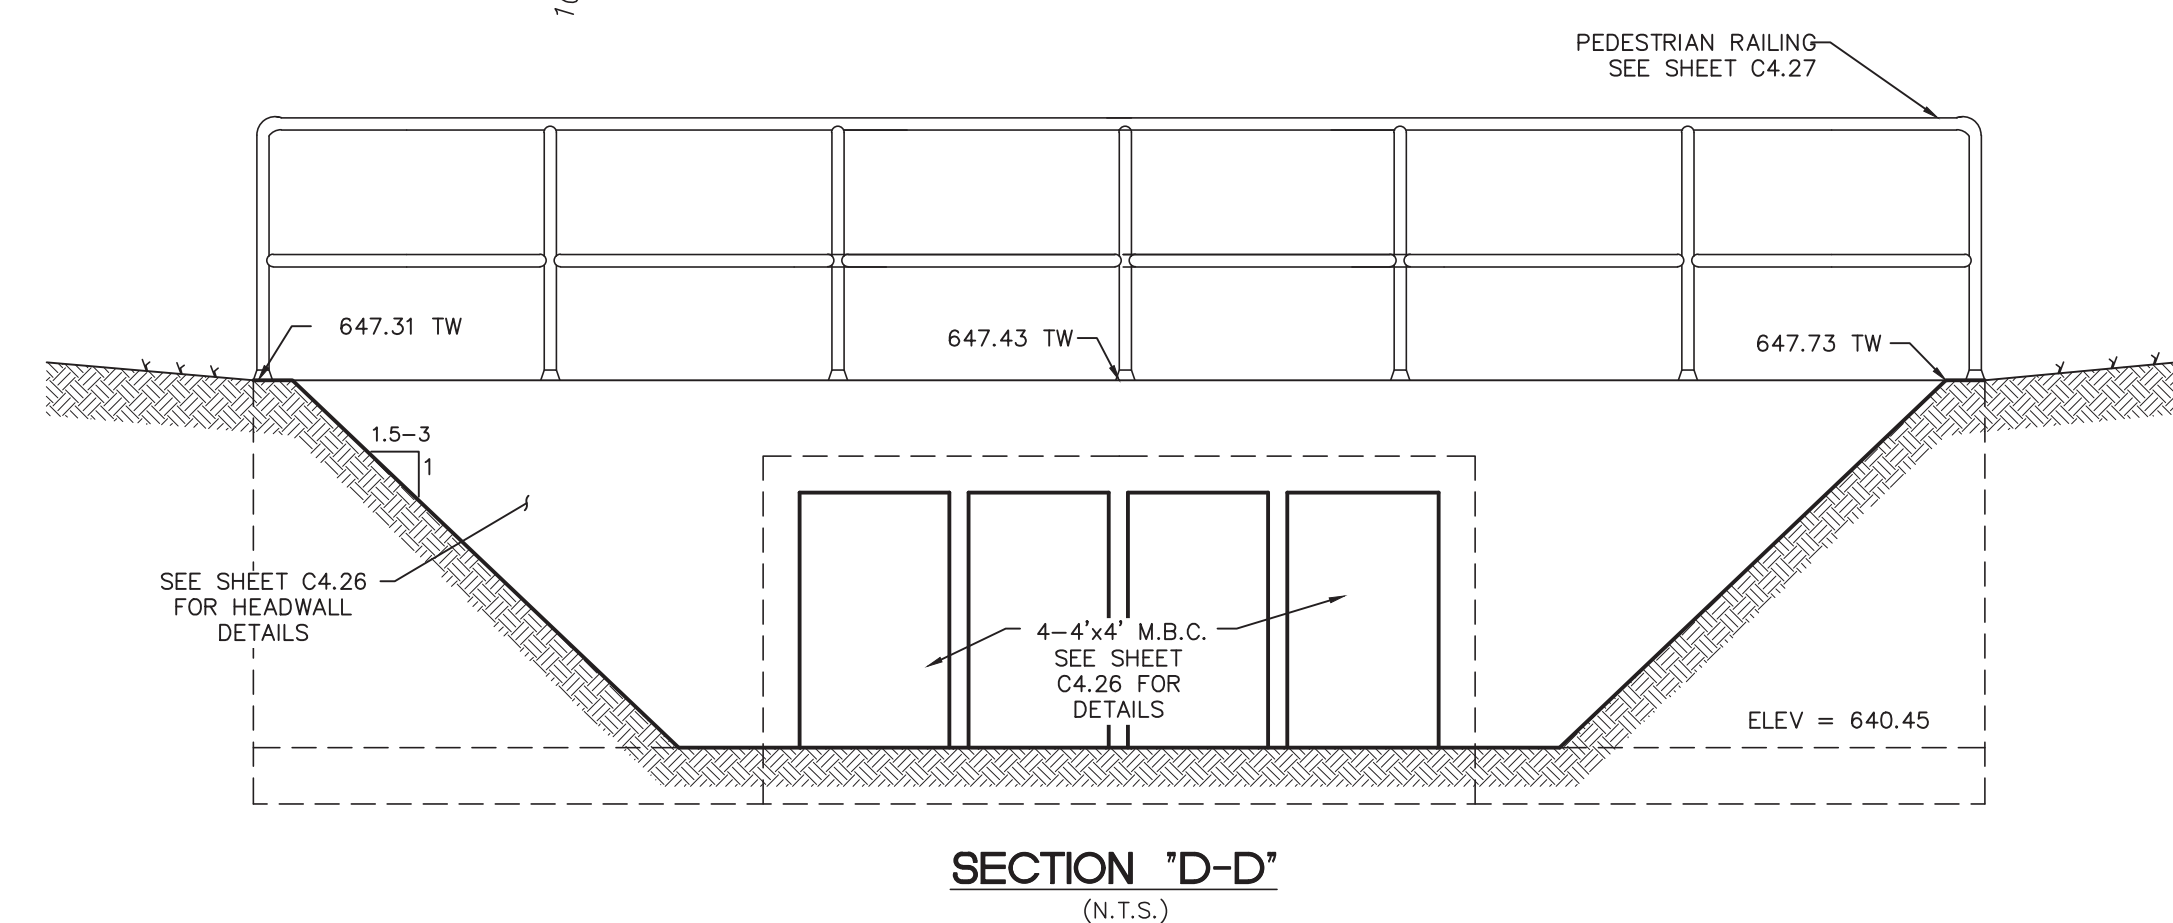 PEDESTRIAN RAILING
SEE SHEET C4.27
647.31 TW
647.43 TW
647.73 TW
1.5-3
1
SEE SHEET C4.26
FOR HEADWALL
DETAILS
4-4'x4' M.B.C.
SEE SHEET
C4.26 FOR
DETAILS
ELEV = 640.45
SECTION "D-D"
(N.T.S.)